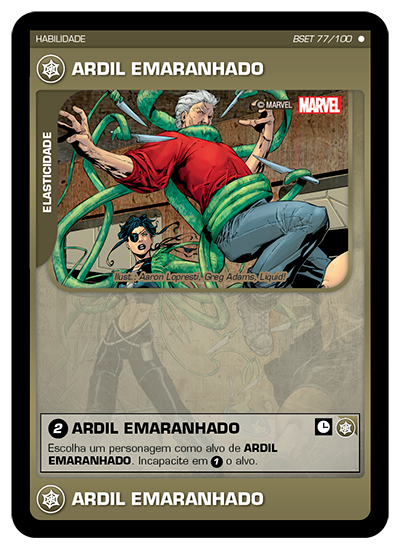 HABILIDADE
BSET 77/100
ARDIL EMARANHADO
© MARVEL MARVEL
ELASTICIDADE
Ilust.: Aaron Lopresti, Greg Adams, Liquid!
2 ARDIL EMARANHADO
Escolha um personagem como alvo de ARDIL
EMARANHADO. Incapacite em 1 o alvo.
ARDIL EMARANHADO